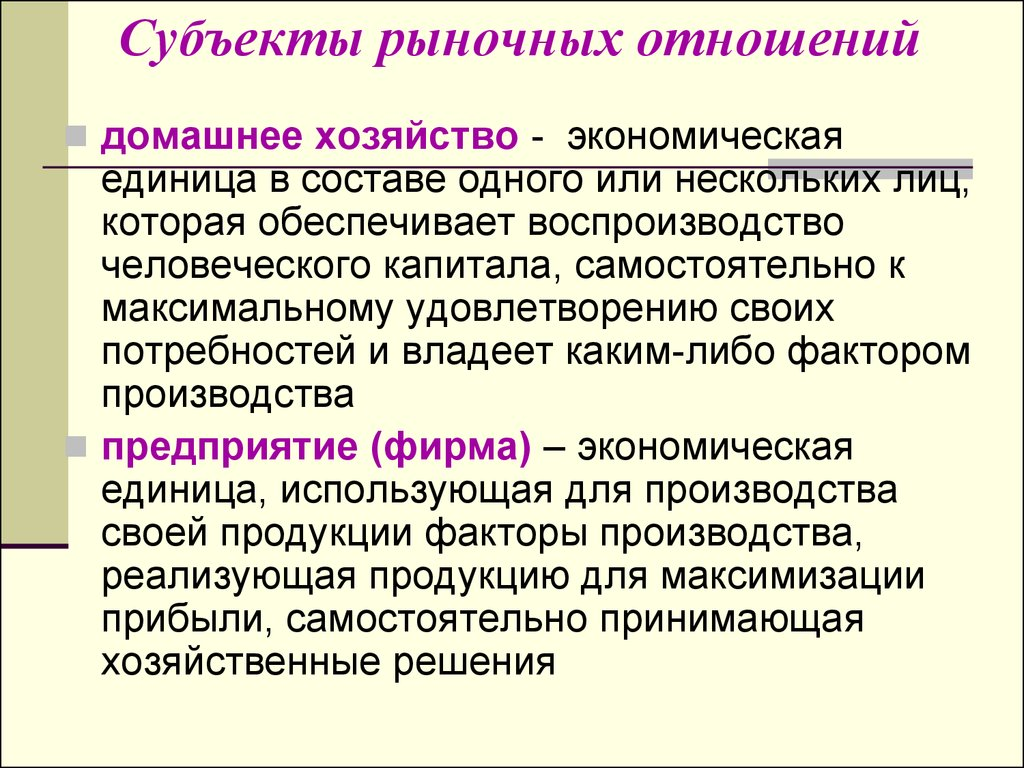 Субъекты рыночных отношений
домашнее хозяйство - экономическая
единица в составе одного или нескольких лиц,
которая обеспечивает воспроизводство
человеческого капитала, самостоятельно к
максимальному удовлетворению своих
потребностей и владеет каким-либо фактором
производства
предприятие (фирма) – экономическая
единица, использующая для производства
своей продукции факторы производства,
реализующая продукцию для максимизации
прибыли, самостоятельно принимающая
хозяйственные решения